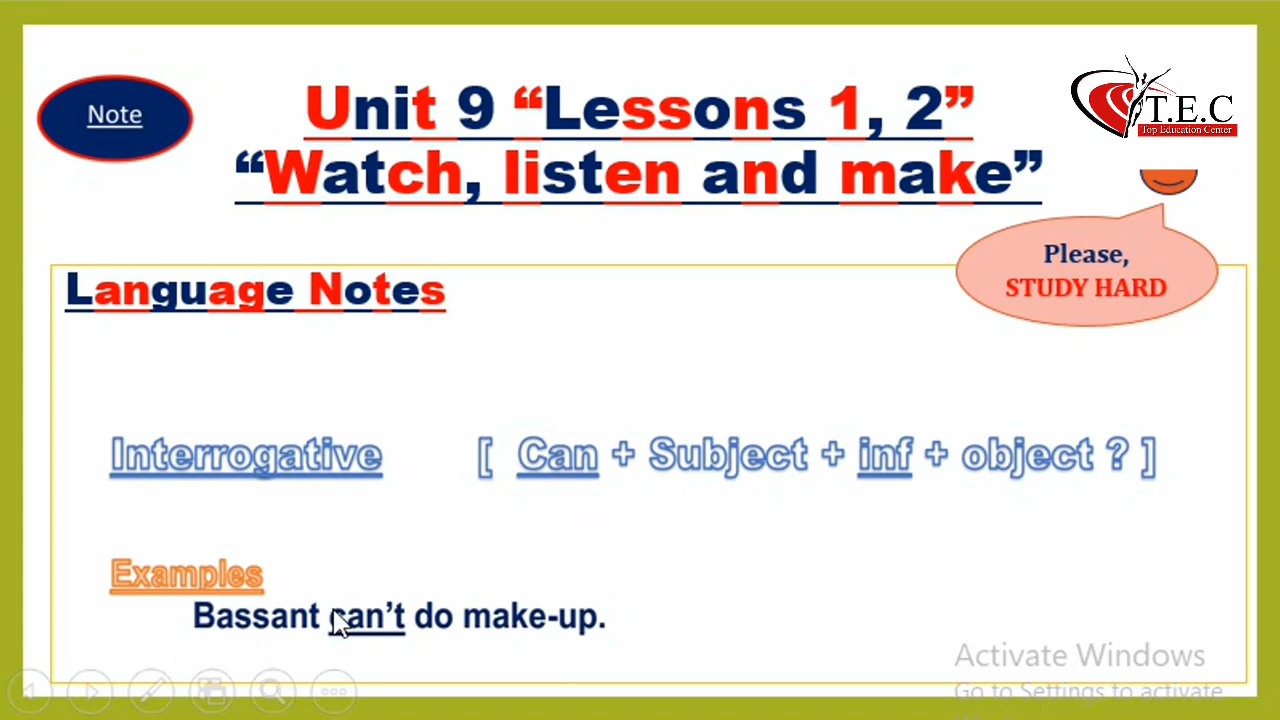 Note
Unit 9 “Lessons 1, 2”
“Watch, listen and make”
T.E.C
Top Education Center
Please,
STUDY HARD
Language Notes
Interrogative [ Can + Subject + inf + object ? ]
Examples
Bassant can’t do make-up.
Activate Windows
Go to Settings to activate